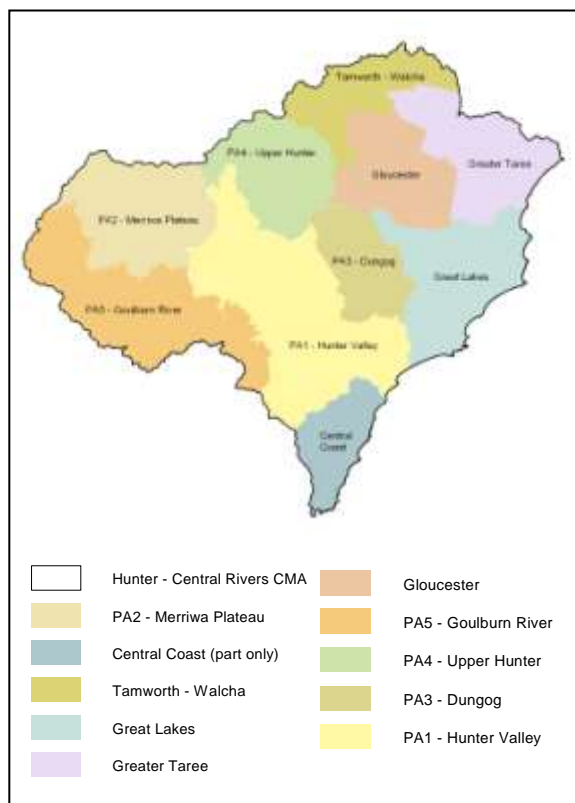 Tamworth - Walcha
PA4 - Upper Hunter
Gloucester
Greater Taree
PA2 - Merriwa Plateau
PA3 - Dungog
Great Lakes
PA5 - Goulburn River
PA1 - Hunter Valley
Central
Coast
Hunter - Central Rivers CMA
PA2 - Merriwa Plateau
Central Coast (part only)
Tamworth - Walcha
Great Lakes
Greater Taree
Gloucester
PA5 - Goulburn River
PA4 - Upper Hunter
PA3 - Dungog
PA1 - Hunter Valley